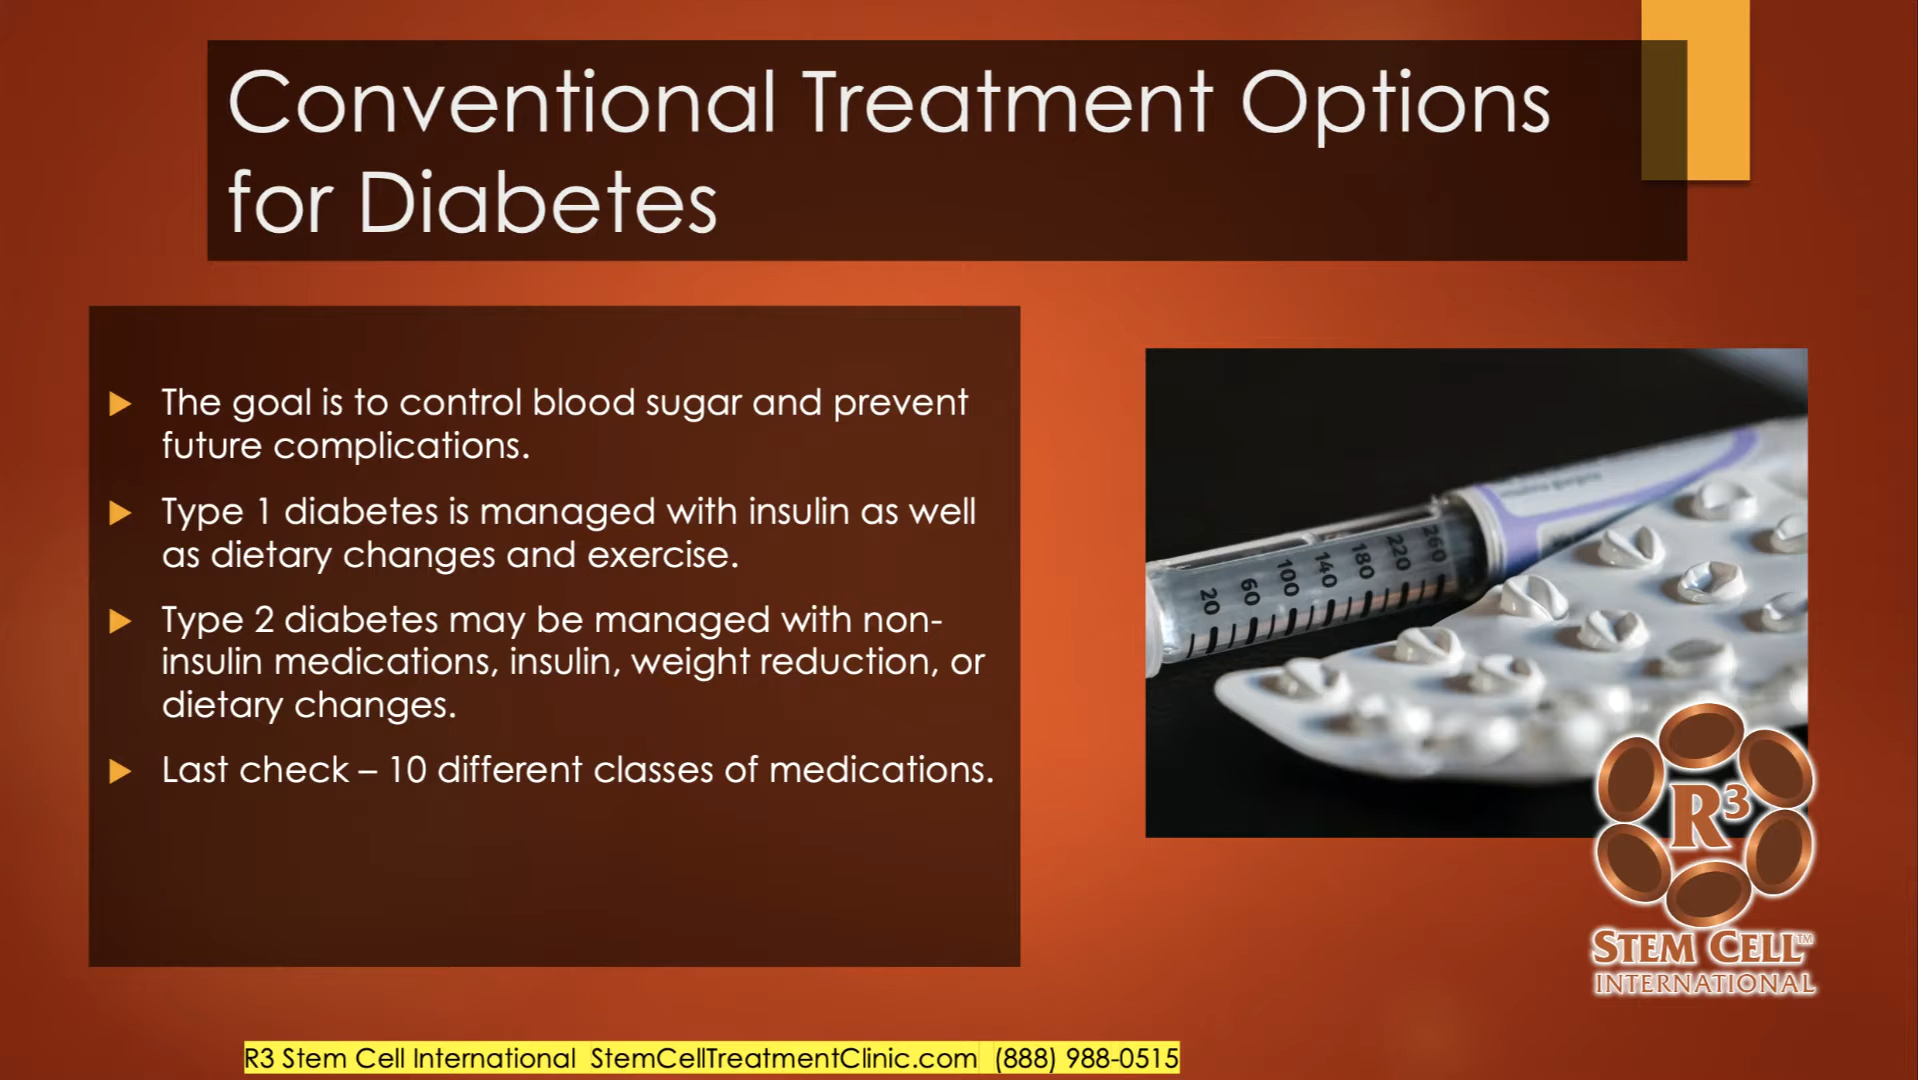 Conventional Treatment Options
for Diabetes
The goal is to control blood sugar and prevent
future complications.
Type 1 diabetes is managed with insulin as well
as dietary changes and exercise.
Type 2 diabetes may be managed with non-
insulin medications, insulin, weight reduction, or
dietary changes.
Last check – 10 different classes of medications.
20 60 100 140 180 220 260
R³
STEM CELL™
INTERNATIONAL
R3 Stem Cell International StemCellTreatmentClinic.com (888) 988-0515